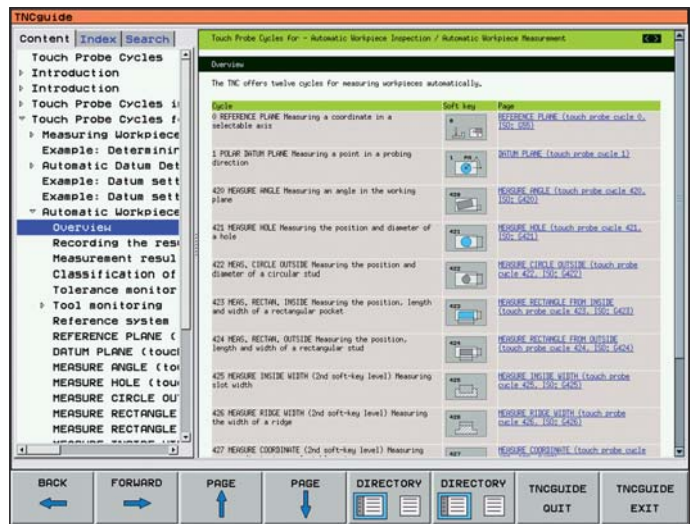 TNCguide
Content Index Search
Touch Probe Cycles
Introduction
Introduction
Touch Probe Cycles i
Touch Probe Cycles f
Measuring Workpiece
Example: Determinin
Automatic Datum Det
Example: Datum sett
Example: Datum sett
Automatic Workpiece
Overview
Recording the res
Measurement resul
Classification of
Tolerance monitor
Tool monitoring
Reference system
REFERENCE PLANE (
DATUM PLANE (touc
MEASURE ANGLE (to
MEASURE HOLE (tou
MEASURE CIRCLE OU
MEASURE RECTANGLE
MEASURE RECTANGLE
Touch Probe Cycles for - Automatic Workpiece Inspection / Automatic Workpiece Measurement
Overview
The TNC offers twelve cycles for measuring workpieces automatically.
Cycle Soft key Page
0 REFERENCE PLANE Measuring a coordinate in a selectable axis
REFERENCE PLANE (touch probe cycle 0, ISO: G55)
1 POLAR DATUM PLANE Measuring a point in a probing direction
DATUM PLANE (touch probe cycle 1)
420 MEASURE ANGLE Measuring an angle in the working plane
420
MEASURE ANGLE (touch probe cycle 420, ISO: G420)
421 MEASURE HOLE Measuring the position and diameter of a hole
421
MEASURE HOLE (touch probe cycle 421, ISO: G421)
422 MEAS. CIRCLE OUTSIDE Measuring the position and diameter of a circular stud
422
MEASURE CIRCLE OUTSIDE (touch probe cycle 422, ISO: G422)
423 MEAS. RECTAN. INSIDE Measuring the position, length and width of a rectangular pocket
423
MEASURE RECTANGLE FROM INSIDE (touch probe cycle 423, ISO: G423)
424 MEAS. RECTAN. OUTSIDE Measuring the position, length and width of a rectangular stud
424
MEASURE RECTANGLE FROM OUTSIDE (touch probe cycle 424, ISO: G424)
425 MEASURE INSIDE WIDTH (2nd soft-key level) Measuring slot width
425
MEASURE INSIDE WIDTH (touch probe cycle 425, ISO: G425)
426 MEASURE RIDGE WIDTH (2nd soft-key level) Measuring the width of a ridge
426
MEASURE RIDGE WIDTH (touch probe cycle 426, ISO: G426)
427 MEASURE COORDINATE (2nd soft-key level) Measuring
427
MEASURE COORDINATE (touch probe cycle
BACK
FORWARD
PAGE
PAGE
DIRECTORY
DIRECTORY
TNCGUIDE QUIT
TNCGUIDE EXIT